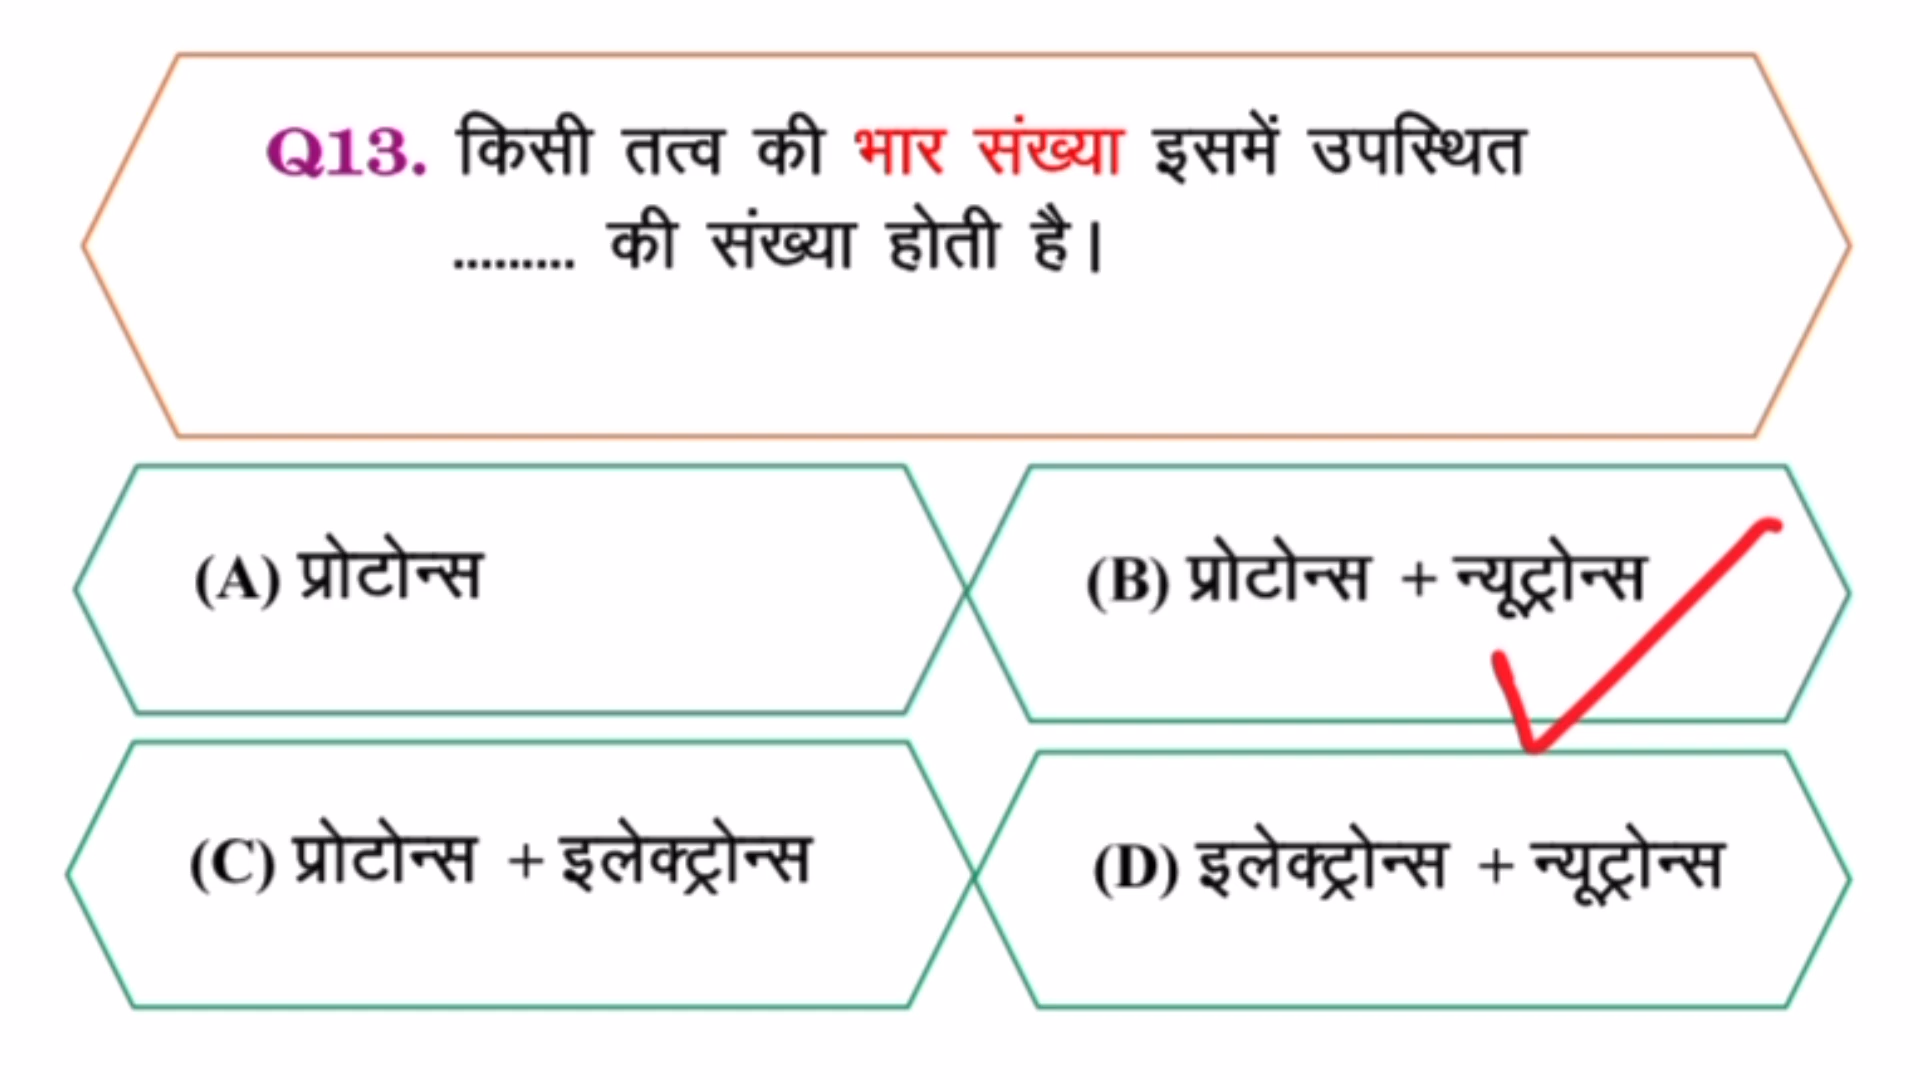 Q13. किसी तत्व की भार संख्या इसमें उपस्थित
......... की संख्या होती है।
(A) प्रोटोन्स
(B) प्रोटोन्स + न्यूट्रोन्स
(C) प्रोटोन्स + इलेक्ट्रोन्स
(D) इलेक्ट्रोन्स + न्यूट्रोन्स